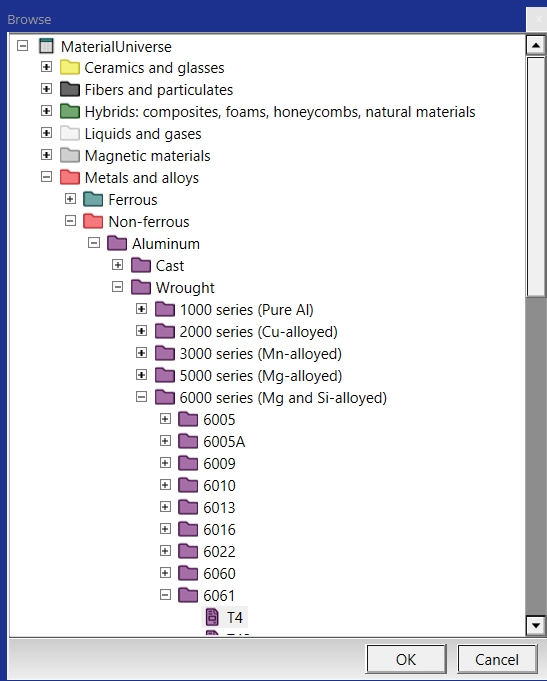 Browse
MaterialUniverse
Ceramics and glasses
Fibers and particulates
Hybrids: composites, foams, honeycombs, natural materials
Liquids and gases
Magnetic materials
Metals and alloys
Ferrous
Non-ferrous
Aluminum
Cast
Wrought
1000 series (Pure Al)
2000 series (Cu-alloyed)
3000 series (Mn-alloyed)
5000 series (Mg-alloyed)
6000 series (Mg and Si-alloyed)
6005
6005A
6009
6010
6013
6016
6022
6060
6061
T4
OK Cancel